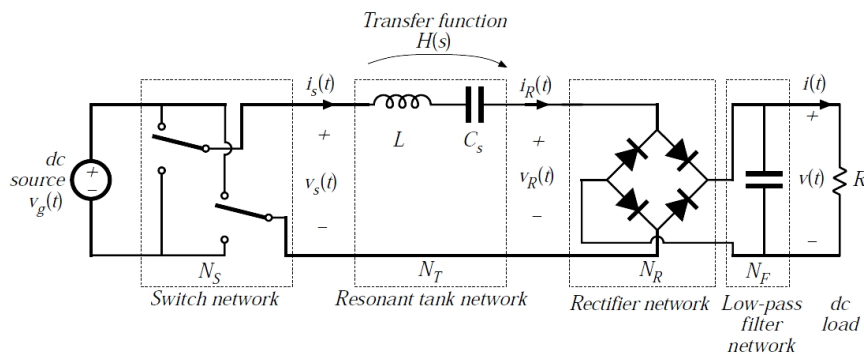 Transfer function
H(s)
i_s(t)
i_R(t)
i(t)
+
+
+
L
C_s
dc
source
v_g(t)
+
–
v_s(t)
v_R(t)
v(t)
R
–
–
–
N_S
N_T
N_R
N_F
Switch network
Resonant tank network
Rectifier network
Low-pass
filter
network
dc
load